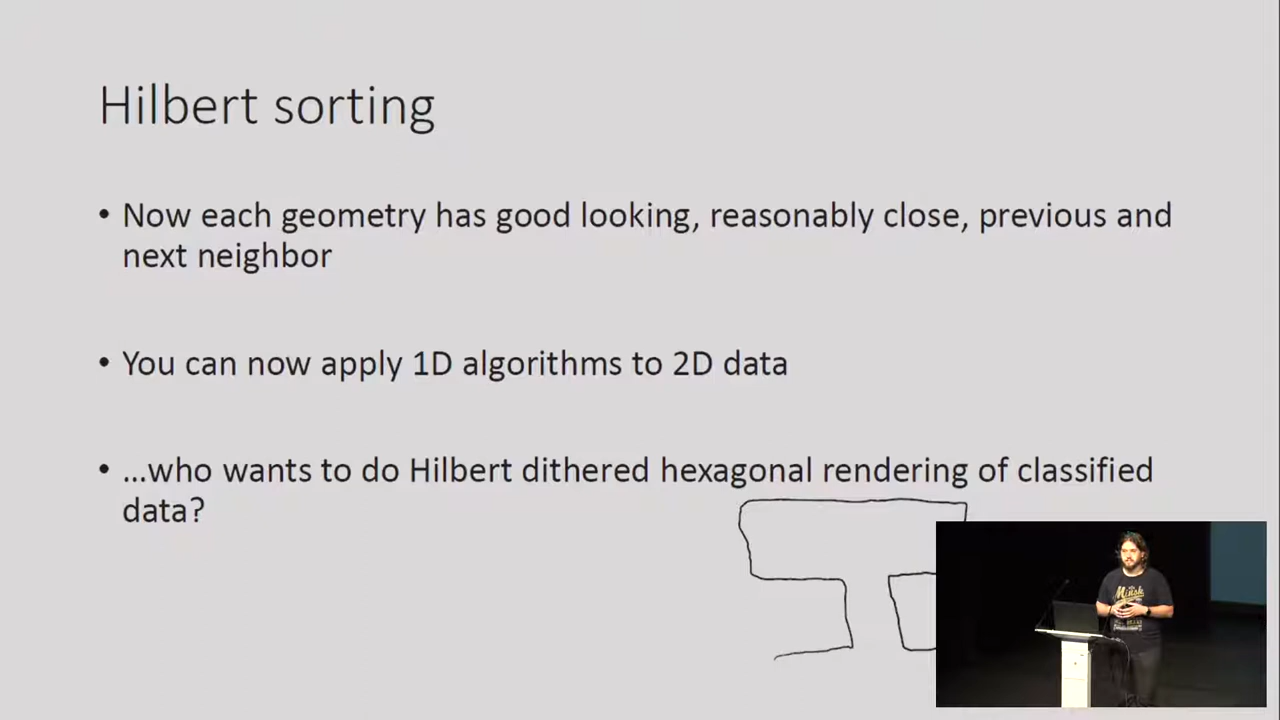 Hilbert sorting
• Now each geometry has good looking, reasonably close, previous and
next neighbor
• You can now apply 1D algorithms to 2D data
• ...who wants to do Hilbert dithered hexagonal rendering of classified
data?
Minsk